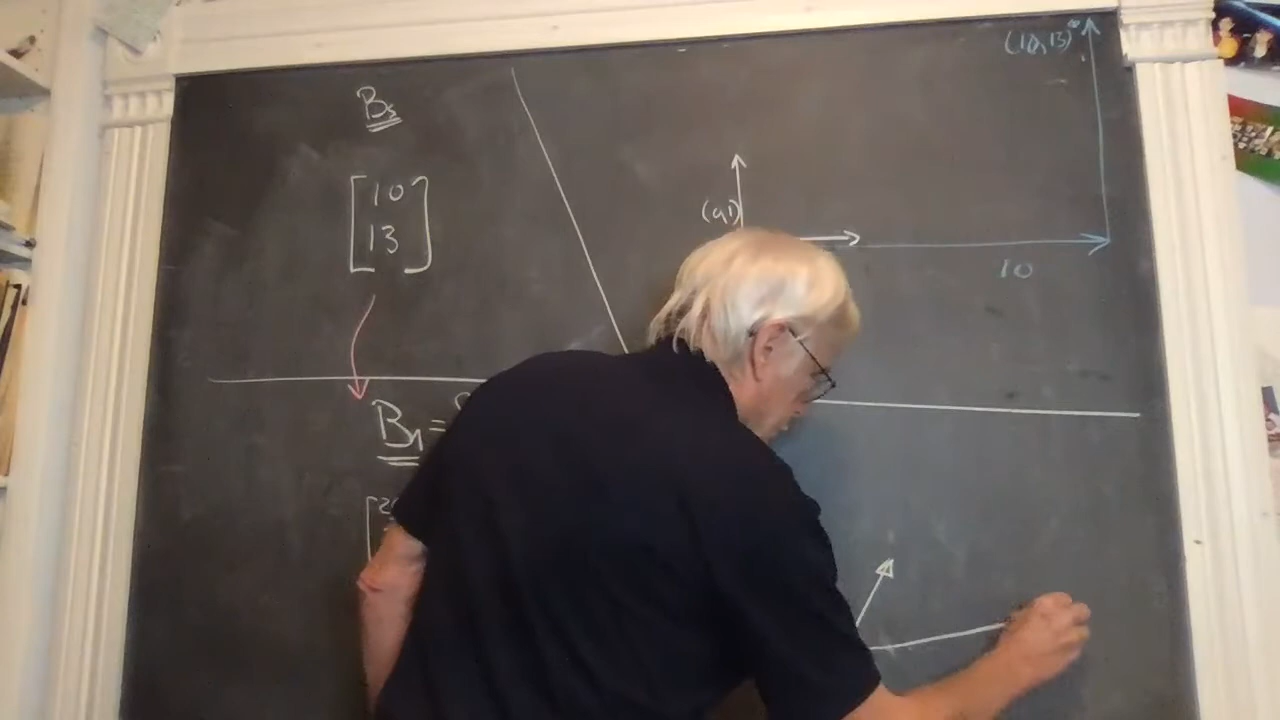 Bs
10
13
(10,13)
(0,1)
10
B1 =